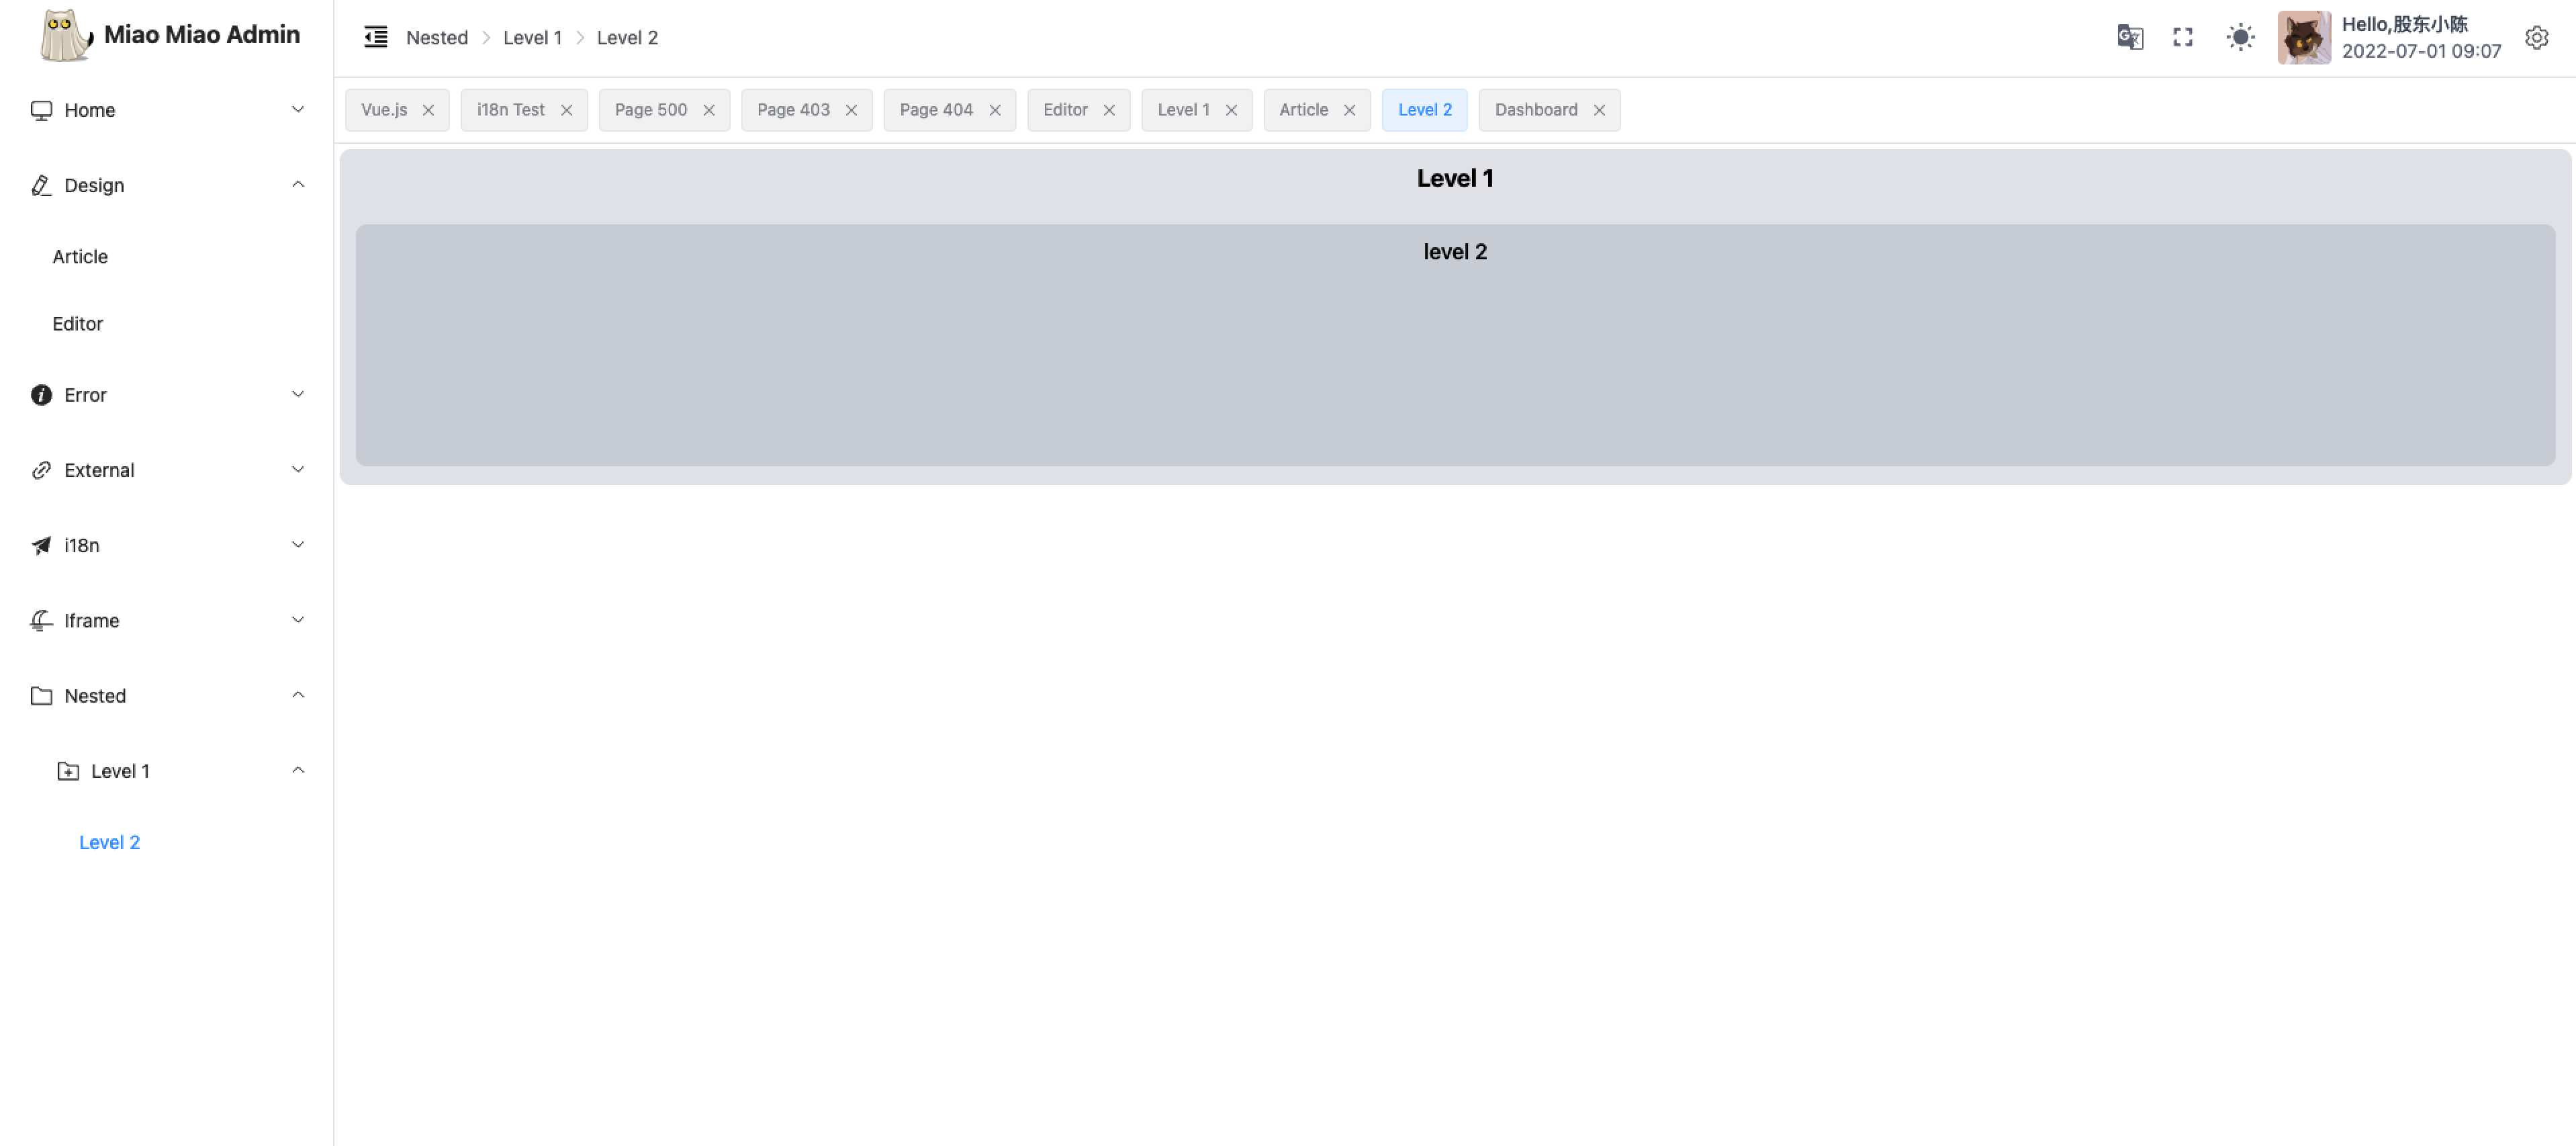 Miao Miao Admin
Nested > Level 1 > Level 2
Hello,股东小陈
2022-07-01 09:07
Vue.js
i18n Test
Page 500
Page 403
Page 404
Editor
Level 1
Article
Level 2
Dashboard
Home
Design
Article
Editor
Error
External
i18n
Iframe
Nested
Level 1
Level 2
Level 1
level 2